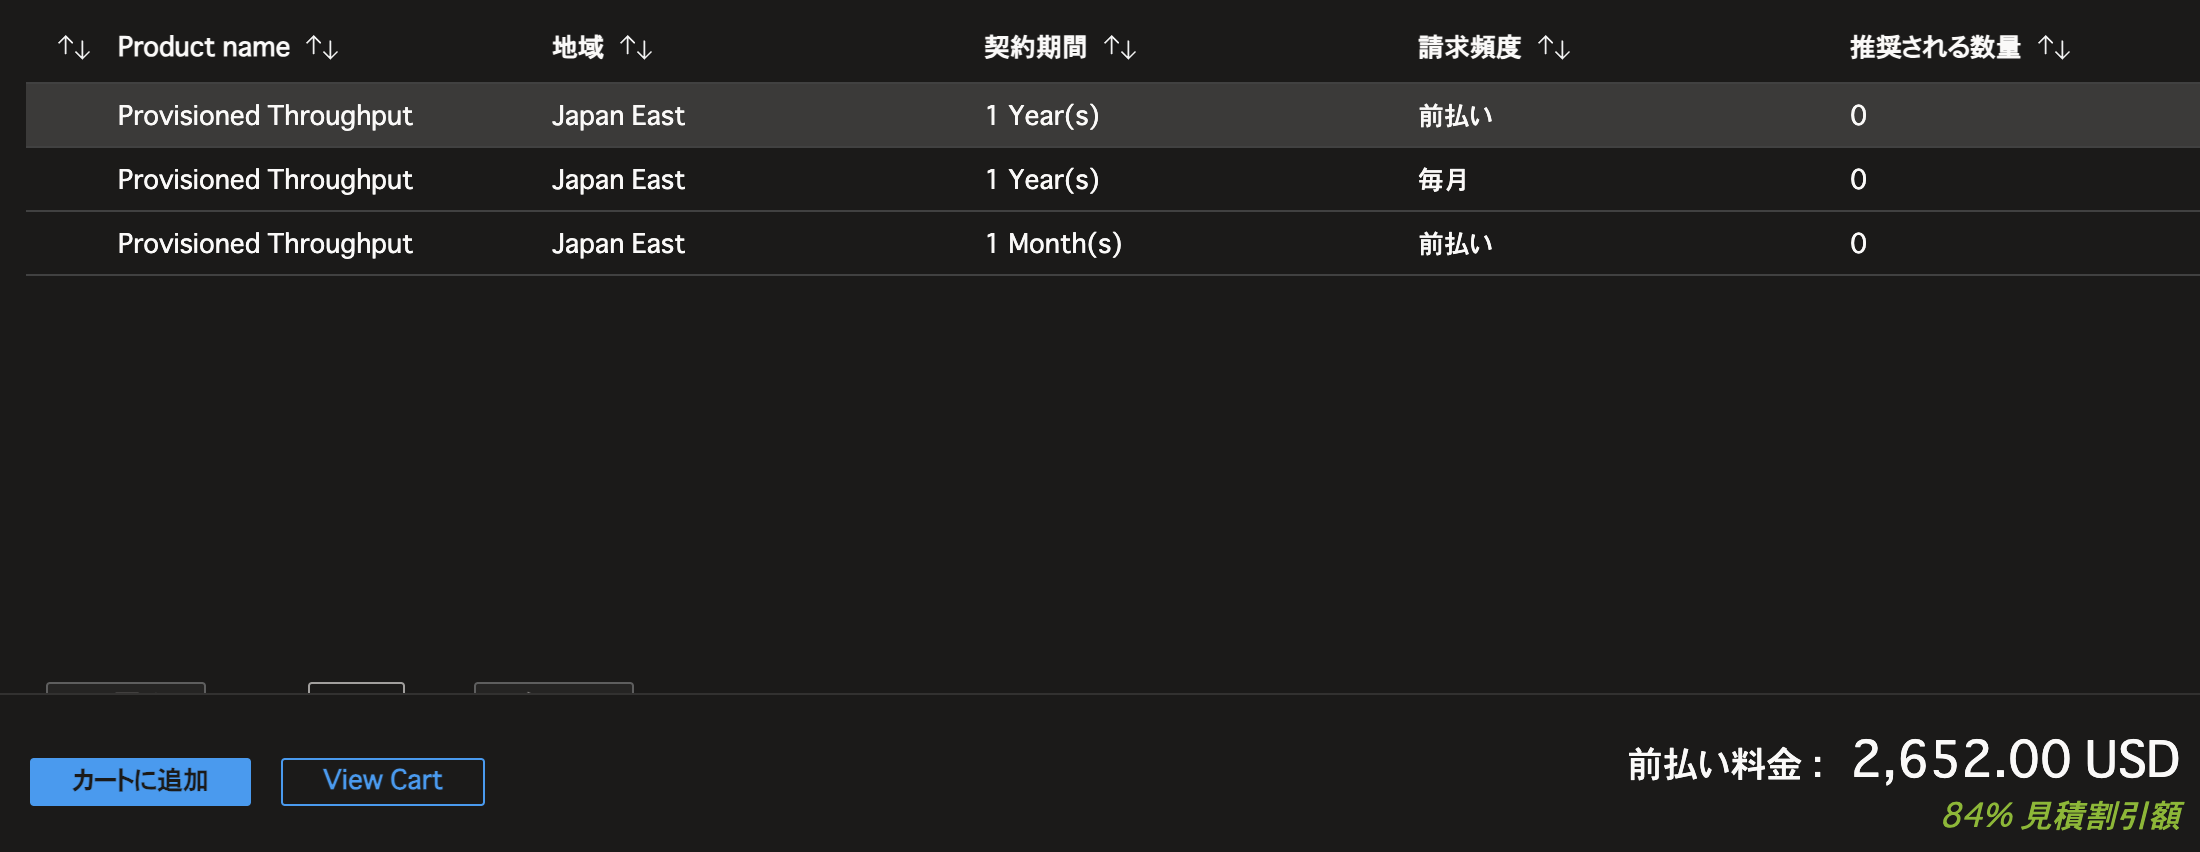 Product name 地域 契約期間 請求頻度 推奨される数量
Provisioned Throughput Japan East 1 Year(s) 前払い 0
Provisioned Throughput Japan East 1 Year(s) 毎月 0
Provisioned Throughput Japan East 1 Month(s) 前払い 0
カートに追加 View Cart 前払い料金： 2,652.00 USD
84% 見積割引額